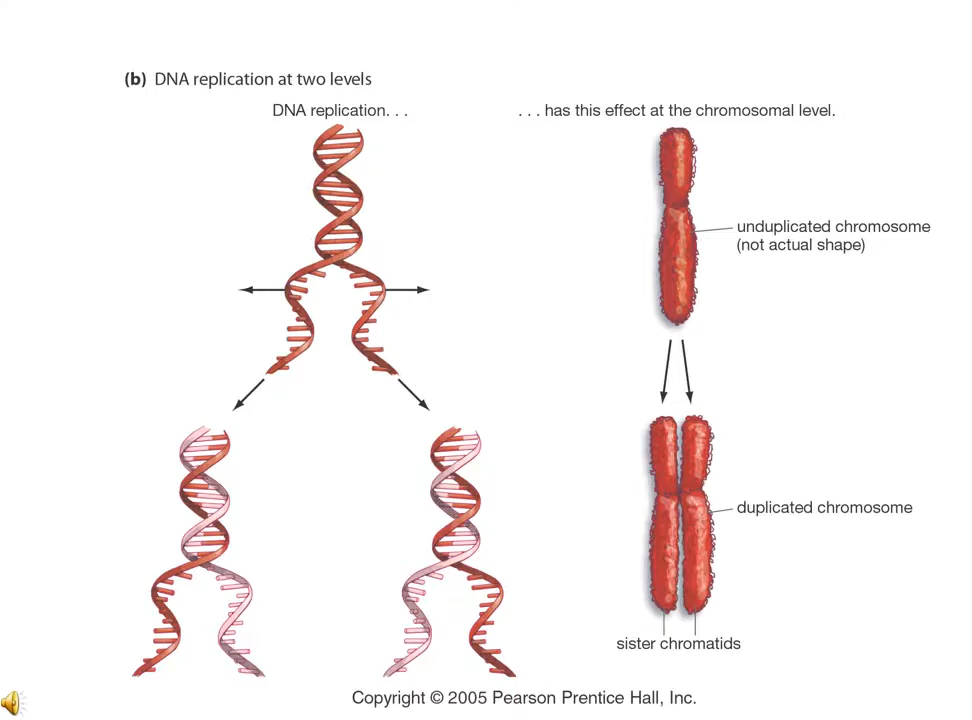 (b) DNA replication at two levels
DNA replication. . .
. . . has this effect at the chromosomal level.
unduplicated chromosome
(not actual shape)
duplicated chromosome
sister chromatids
Copyright © 2005 Pearson Prentice Hall, Inc.